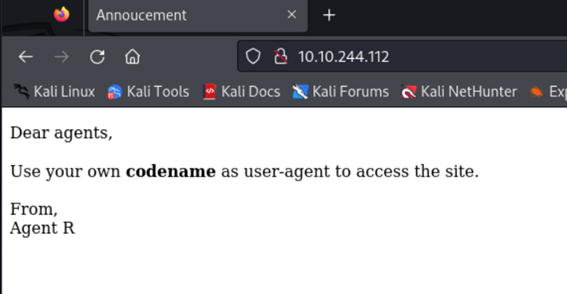 Annoucement
10.10.244.112
Kali Linux Kali Tools Kali Docs Kali Forums Kali NetHunter
Dear agents,
Use your own codename as user-agent to access the site.
From,
Agent R